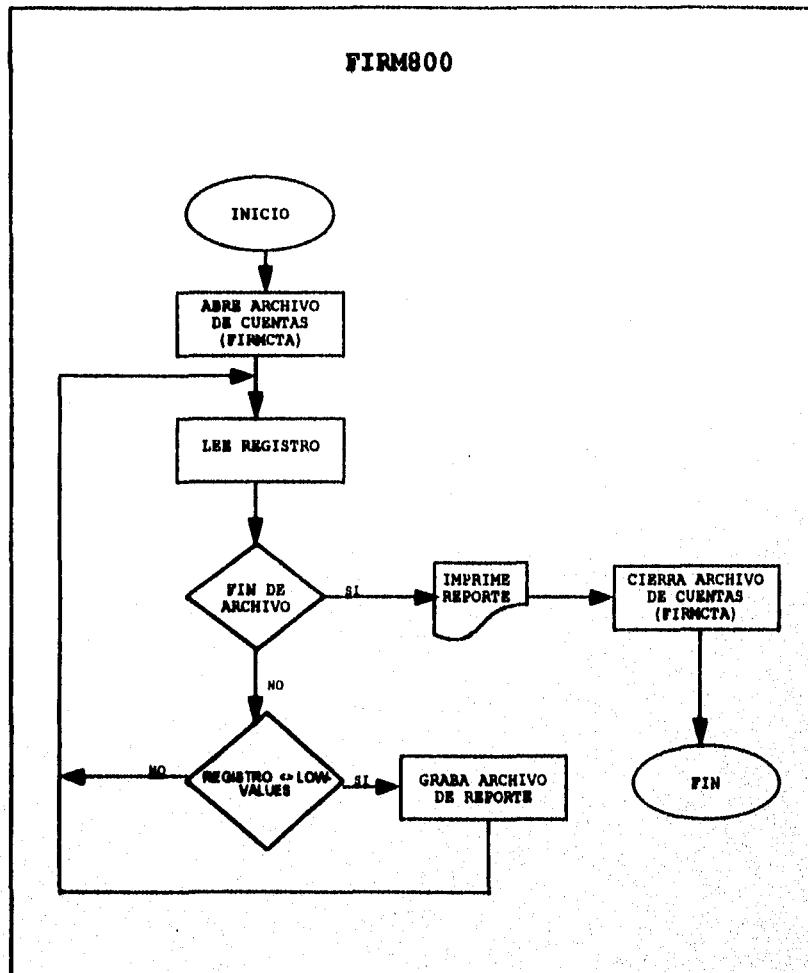 FIRM800
INICIO
ABRE ARCHIVO
DE CUENTAS
(FIRMCTA)
LEE REGISTRO
FIN DE
ARCHIVO
SI
IMPRIME
REPORTE
CIERRA ARCHIVO
DE CUENTAS
(FIRMCTA)
NO
REGISTRO <> LOW-
VALUES
NO
SI
GRABA ARCHIVO
DE REPORTE
FIN